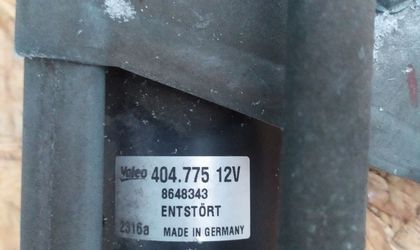 Valeo 404.775 12V
8648343
ENTSTÖRT
2316a MADE IN GERMANY